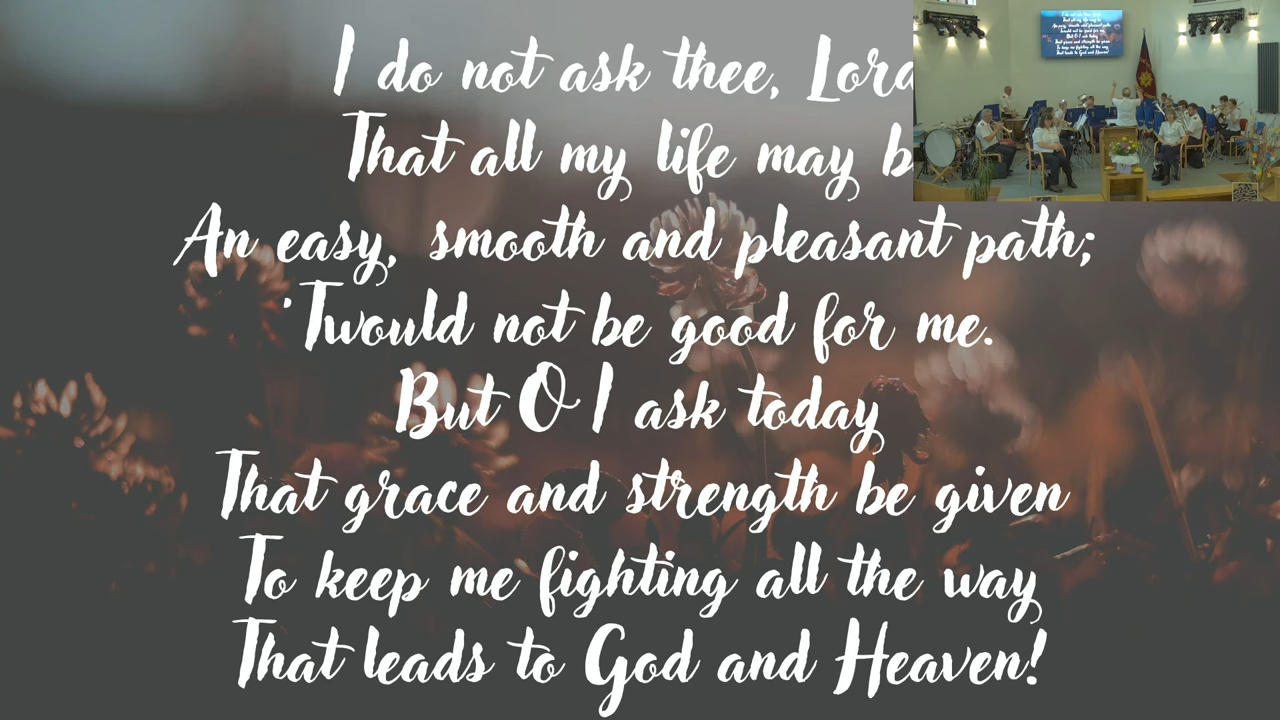 I do not ask thee, Lord
That all my life may b
An easy, smooth and pleasant path;
'Twould not be good for me.
But O I ask today
That grace and strength be given
To keep me fighting all the way
That leads to God and Heaven!